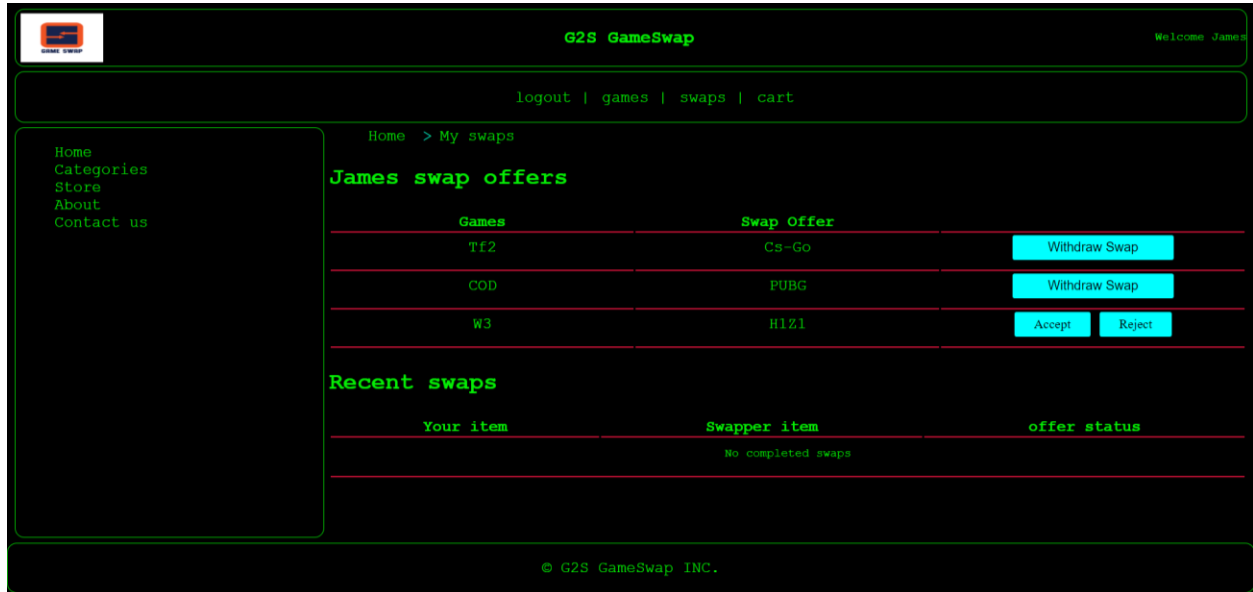 GAME SWAP
G2S GameSwap
Welcome James
logout | games | swaps | cart
Home
Categories
Store
About
Contact us
Home > My swaps
James swap offers
Games Swap Offer
Tf2 Cs-Go Withdraw Swap
COD PUBG Withdraw Swap
W3 H1Z1 Accept Reject
Recent swaps
Your item Swapper item offer status
No completed swaps
© G2S GameSwap INC.